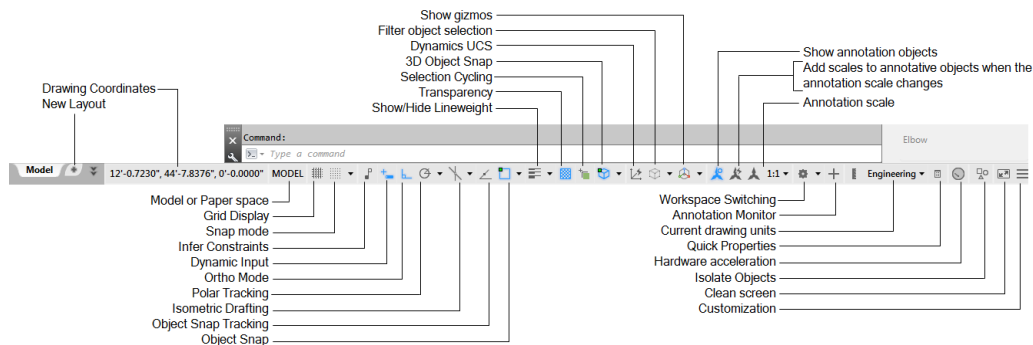 Show gizmos
Filter object selection
Dynamics UCS
3D Object Snap
Selection Cycling
Transparency
Show/Hide Lineweight
Show annotation objects
Add scales to annotative objects when the
annotation scale changes
Annotation scale
Drawing Coordinates
New Layout
Command:
Type a command
Elbow
Model
12'-0.7230", 44'-7.8376", 0'-0.0000" MODEL
1:1
Engineering
Model or Paper space
Grid Display
Snap mode
Infer Constraints
Dynamic Input
Ortho Mode
Polar Tracking
Isometric Drafting
Object Snap Tracking
Object Snap
Workspace Switching
Annotation Monitor
Current drawing units
Quick Properties
Hardware acceleration
Isolate Objects
Clean screen
Customization